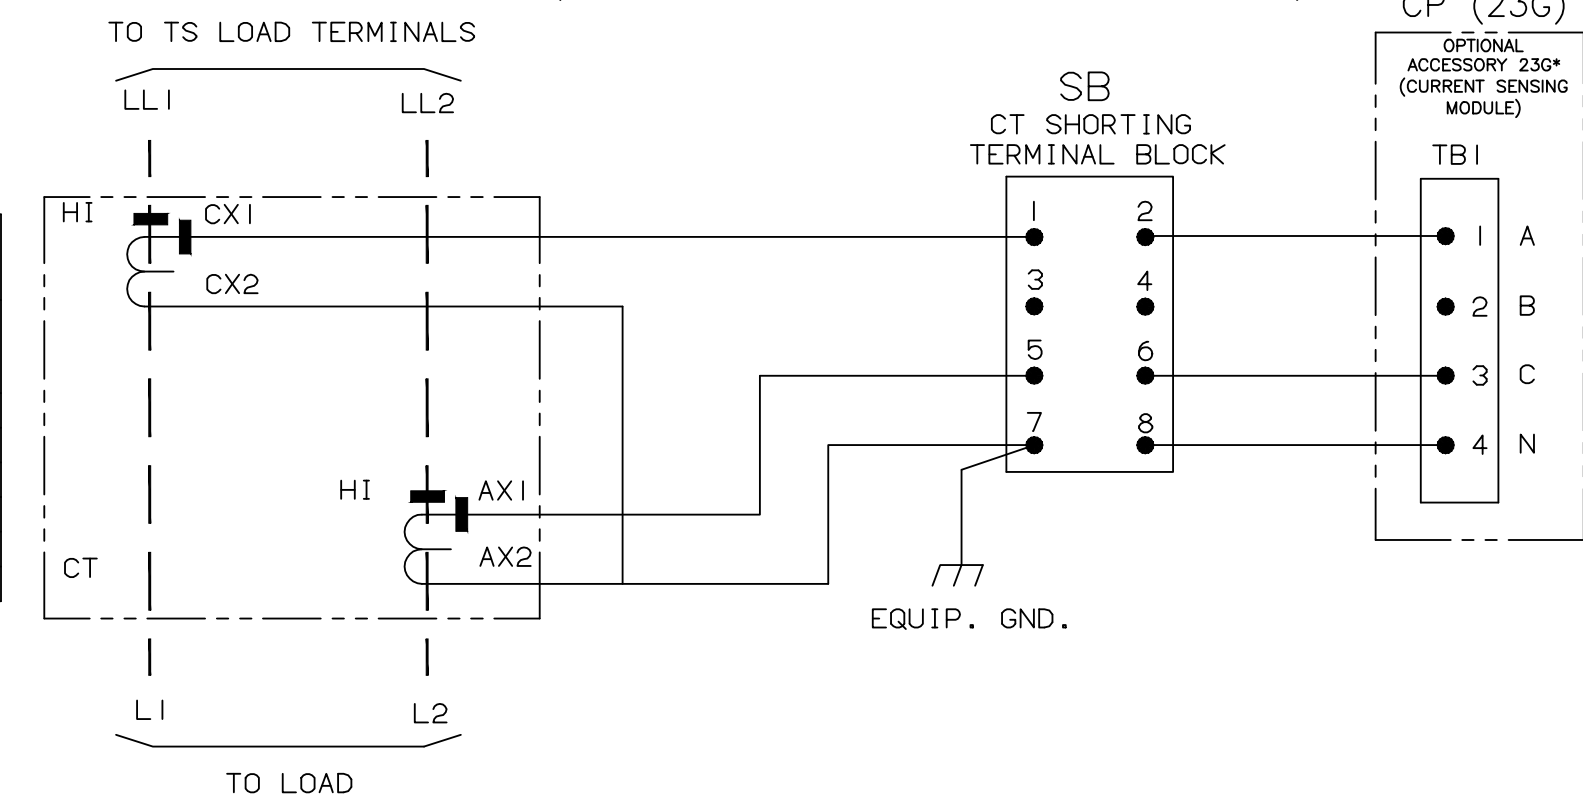 CP (23G)
TO TS LOAD TERMINALS
OPTIONAL
ACCESSORY 23G*
(CURRENT SENSING
MODULE)
LL1 LL2
SB
CT SHORTING
TERMINAL BLOCK
TB1
H1 CX1
CX2
1 2
3 4
5 6
7 8
1 A
2 B
3 C
4 N
H1 AX1
AX2
CT
EQUIP. GND.
L1 L2
TO LOAD